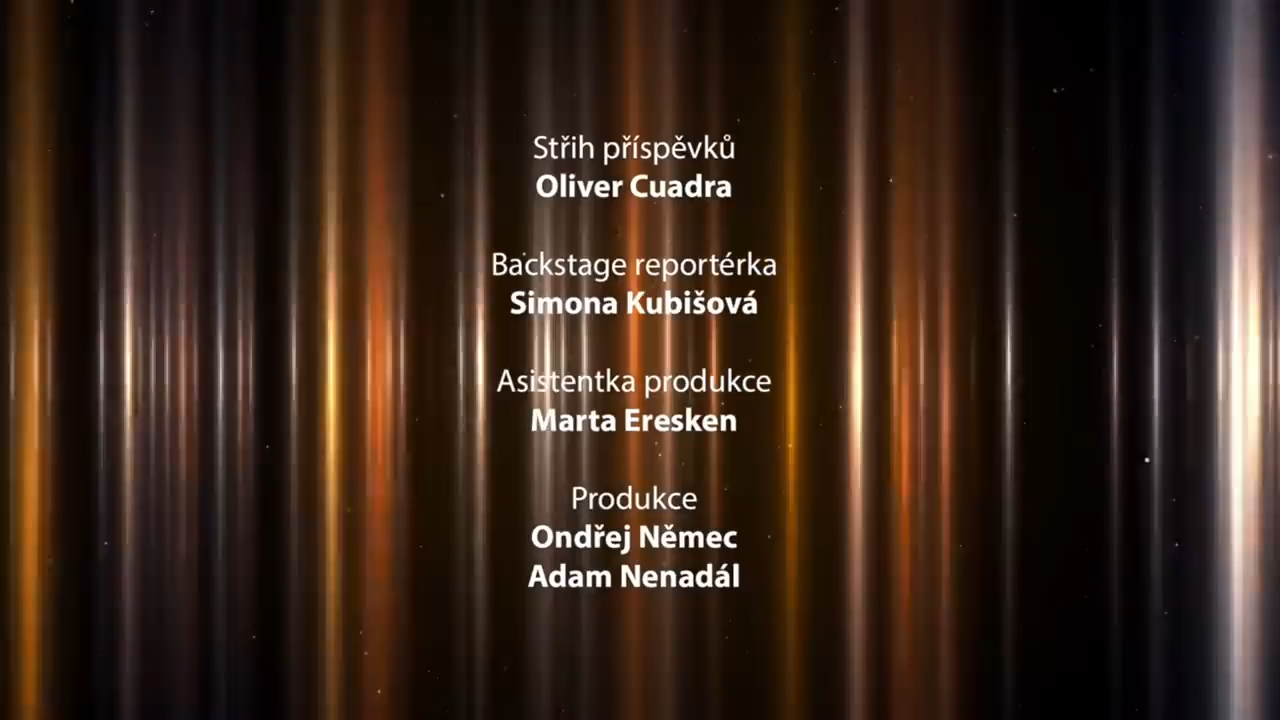 Střih příspěvků
Oliver Cuadra
Backstage reportérka
Simona Kubišová
Asistentka produkce
Marta Eresken
Produkce
Ondřej Němec
Adam Nenadál